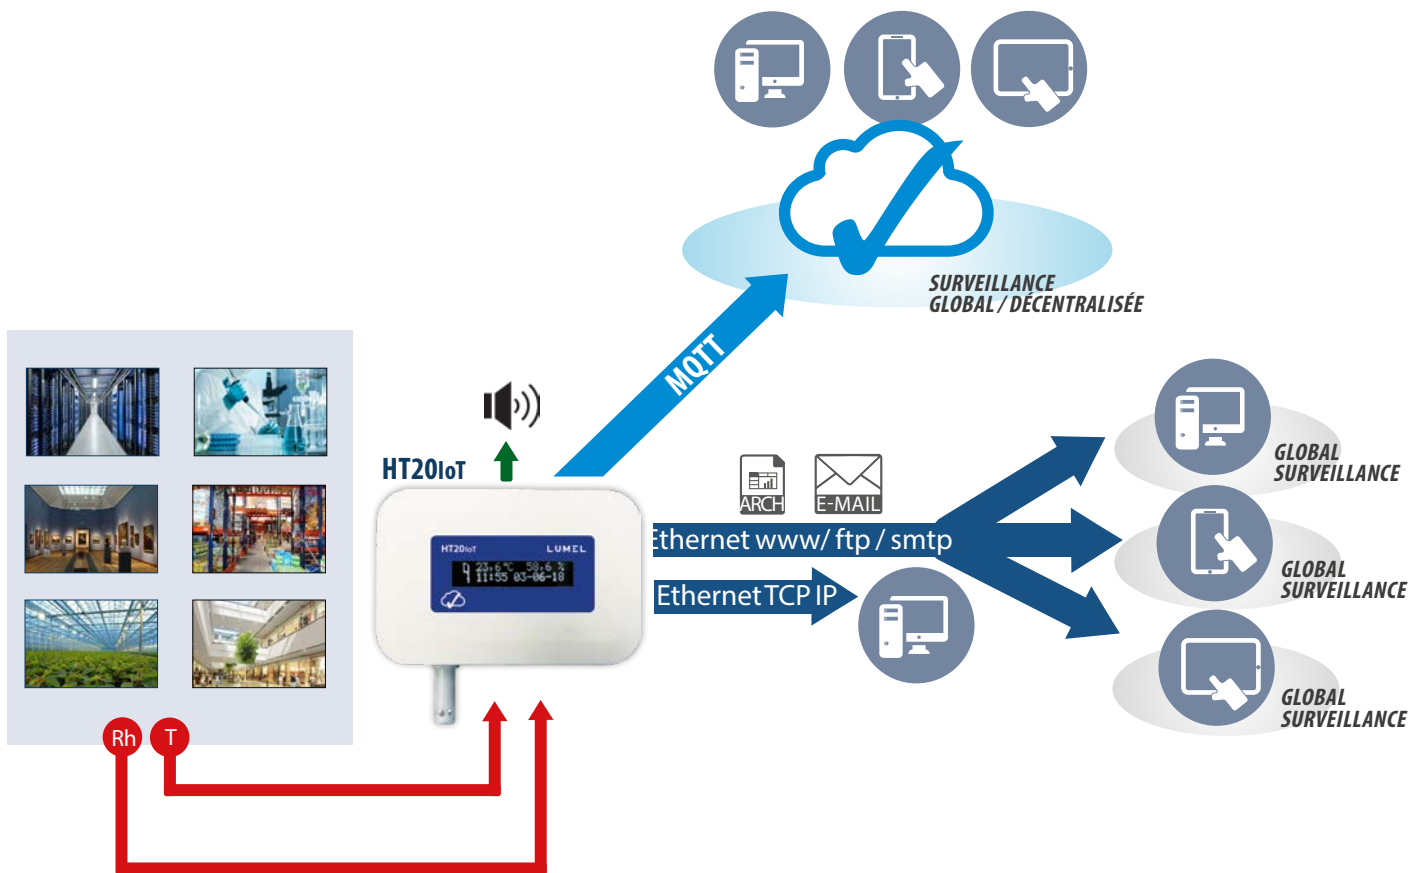 SURVEILLANCE
GLOBAL / DÉCENTRALISÉE
MQTT
HT20IoT
ARCH
E-MAIL
GLOBAL
SURVEILLANCE
HT20IoT
LUMEL
23,6°C 58,6 %
11:55 03-06-18
Ethernet www/ ftp / smtp
Ethernet TCP IP
GLOBAL
SURVEILLANCE
GLOBAL
SURVEILLANCE
Rh
T